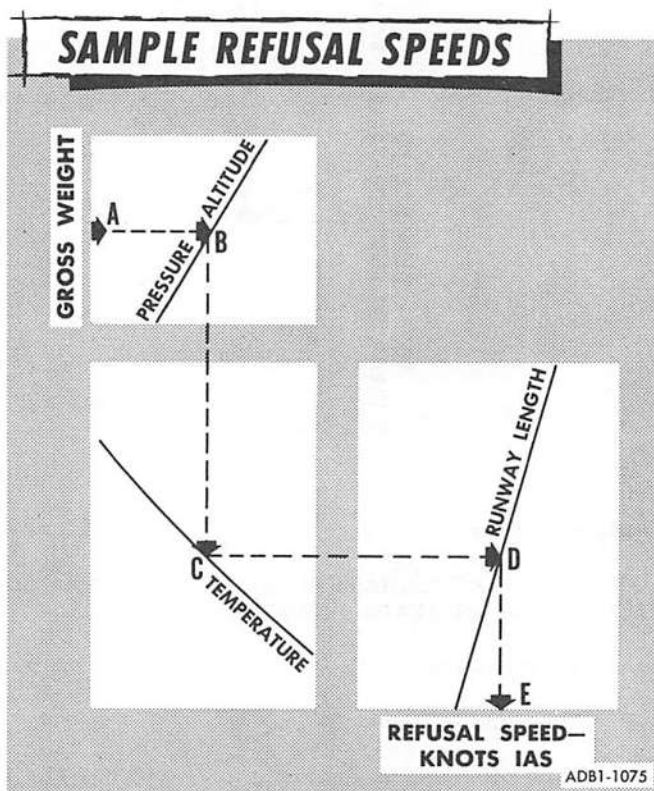 SAMPLE REFUSAL SPEEDS
GROSS WEIGHT
A
B
PRESSURE ALTITUDE
C
TEMPERATURE
RUNWAY LENGTH
D
E
REFUSAL SPEED—
KNOTS IAS
ADB1-1075